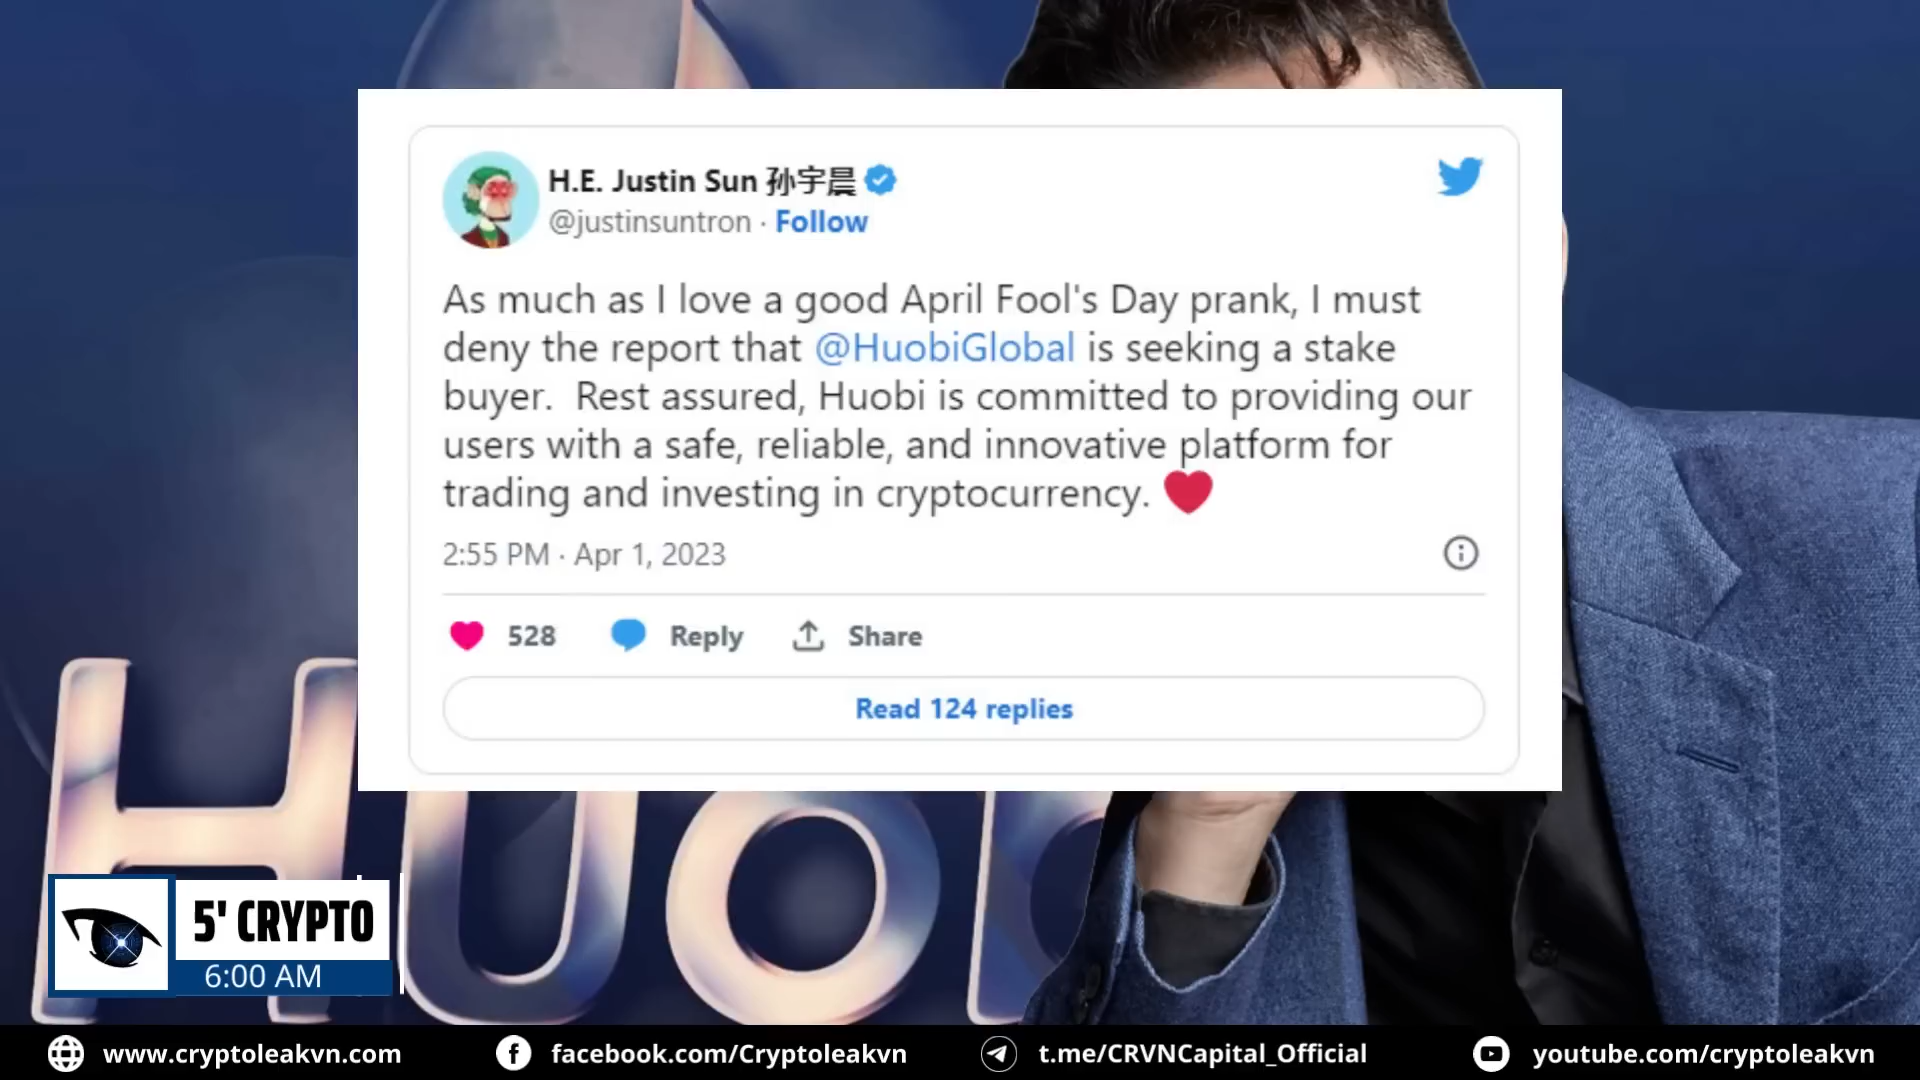 H.E. Justin Sun 孙宇晨
@justinsuntron · Follow
As much as I love a good April Fool's Day prank, I must
deny the report that @HuobiGlobal is seeking a stake
buyer. Rest assured, Huobi is committed to providing our
users with a safe, reliable, and innovative platform for
trading and investing in cryptocurrency.
2:55 PM · Apr 1, 2023
528 Reply Share
Read 124 replies
Huob
5' CRYPTO
6:00 AM
www.cryptoleakvn.com facebook.com/Cryptoleakvn t.me/CRVNCapital_Official youtube.com/cryptoleakvn